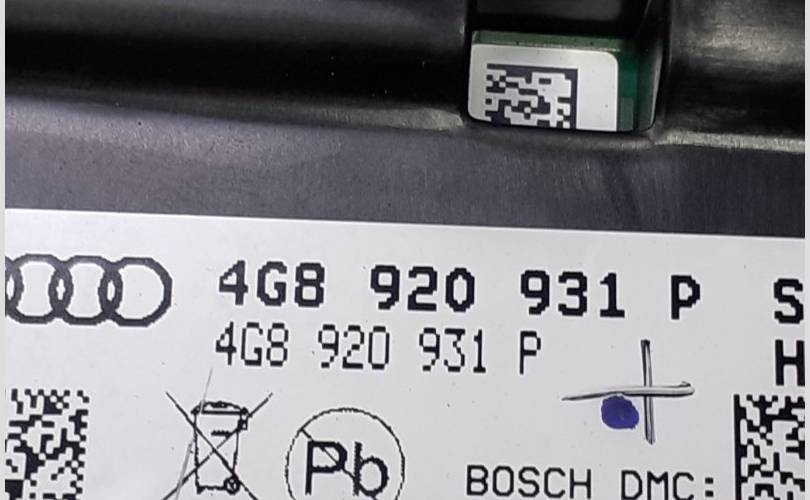 4G8 920 931 P S
4G8 920 931 P H
Pb
BOSCH DMC: